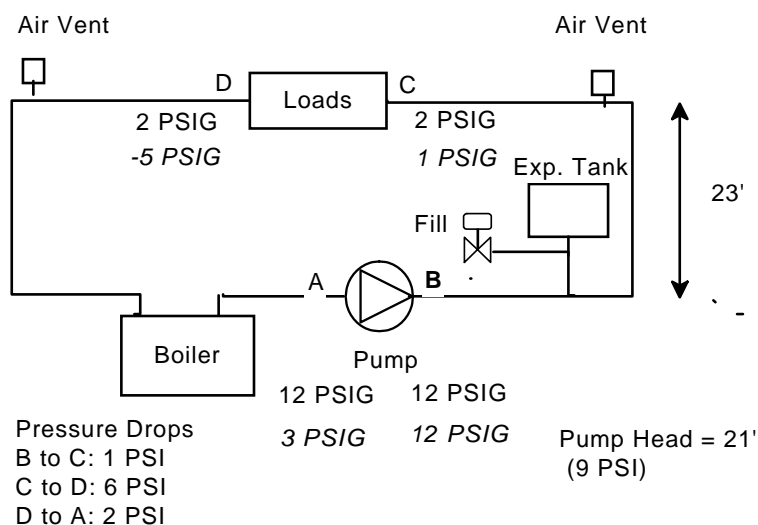 Air Vent
Air Vent
D
Loads
C
2 PSIG
-5 PSIG
2 PSIG
1 PSIG
Exp. Tank
23'
Fill
A
B
Boiler
Pump
12 PSIG
12 PSIG
3 PSIG
12 PSIG
Pressure Drops
B to C: 1 PSI
C to D: 6 PSI
D to A: 2 PSI
Pump Head = 21'
(9 PSI)